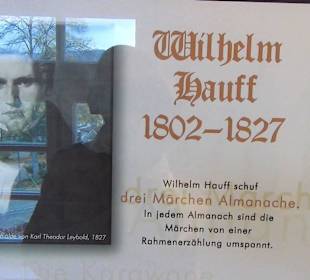 Wilhelm
Hauff
1802–1827
Wilhelm Hauff schuf
drei Märchen Almanache.
In jedem Almanach sind die
Märchen von einer
Rahmenerzählung umspannt.
von Karl Theodor Leybold, 1827
Karawane